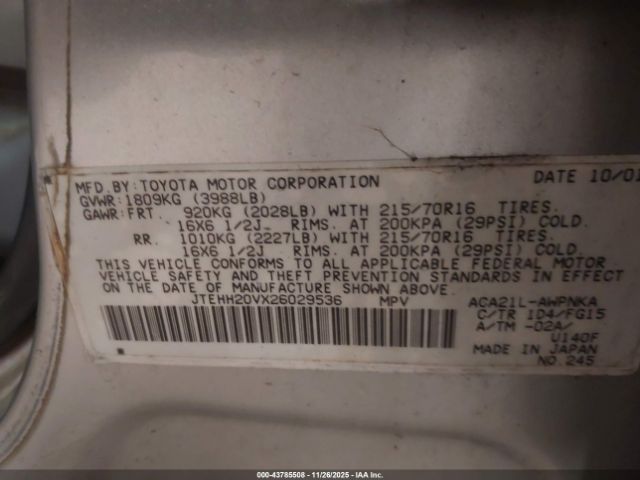 MFD. BY: TOYOTA MOTOR CORPORATION DATE 10/01
GVWR: 1809KG (3988LB)
GAWR: FRT. 920KG (2028LB) WITH 215/70R16 TIRES.
16X6 1/2J RIMS. AT 200KPA (29PSI) COLD.
RR. 1010KG (2227LB) WITH 215/70R16 TIRES.
16X6 1/2J RIMS. AT 200KPA (29PSI) COLD.
THIS VEHICLE CONFORMS TO ALL APPLICABLE FEDERAL MOTOR
VEHICLE SAFETY AND THEFT PREVENTION STANDARDS IN EFFECT
ON THE DATE OF MANUFACTURE SHOWN ABOVE.
JTEHH20VX26029536 MPV ACA21L-AWPNKA
C/TR 1D4/FG15
A/TM -02A/
U140F
MADE IN JAPAN
NO.245
000-43785508 - 11/26/2025 - IAA Inc.